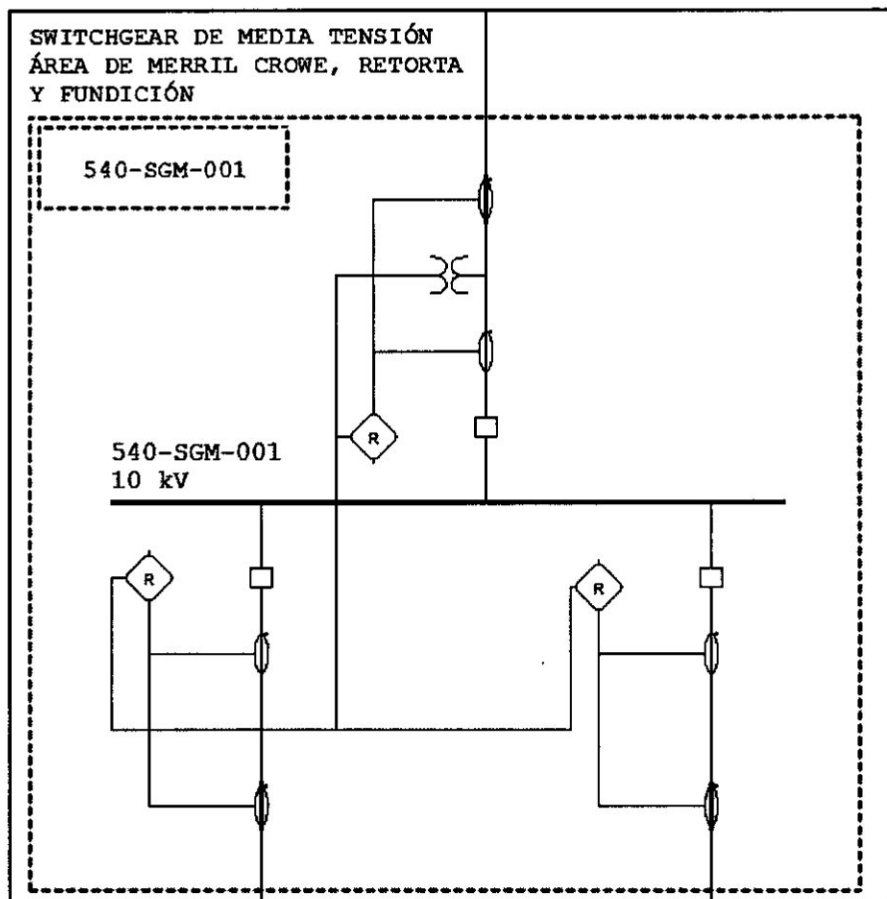 SWITCHGEAR DE MEDIA TENSIÓN
ÁREA DE MERRIL CROWE, RETORTA
Y FUNDICIÓN
540-SGM-001
R
540-SGM-001
10 kV
R
R